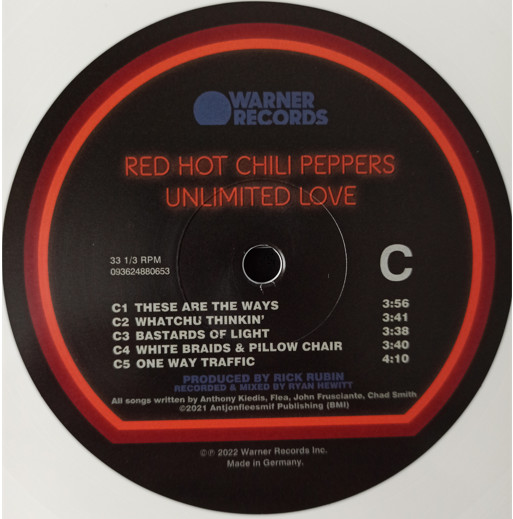 WARNER
RECORDS
RED HOT CHILI PEPPERS
UNLIMITED LOVE
33 1/3 RPM
093624880653
C
C1 THESE ARE THE WAYS 3:56
C2 WHATCHU THINKIN' 3:41
C3 BASTARDS OF LIGHT 3:38
C4 WHITE BRAIDS & PILLOW CHAIR 3:40
C5 ONE WAY TRAFFIC 4:10
PRODUCED BY RICK RUBIN
RECORDED & MIXED BY RYAN HEWITT
All songs written by Anthony Kiedis, Flea, John Frusciante, Chad Smith
©2021 Antjonfleesmif Publishing (BMI)
©℗ 2022 Warner Records Inc.
Made in Germany.